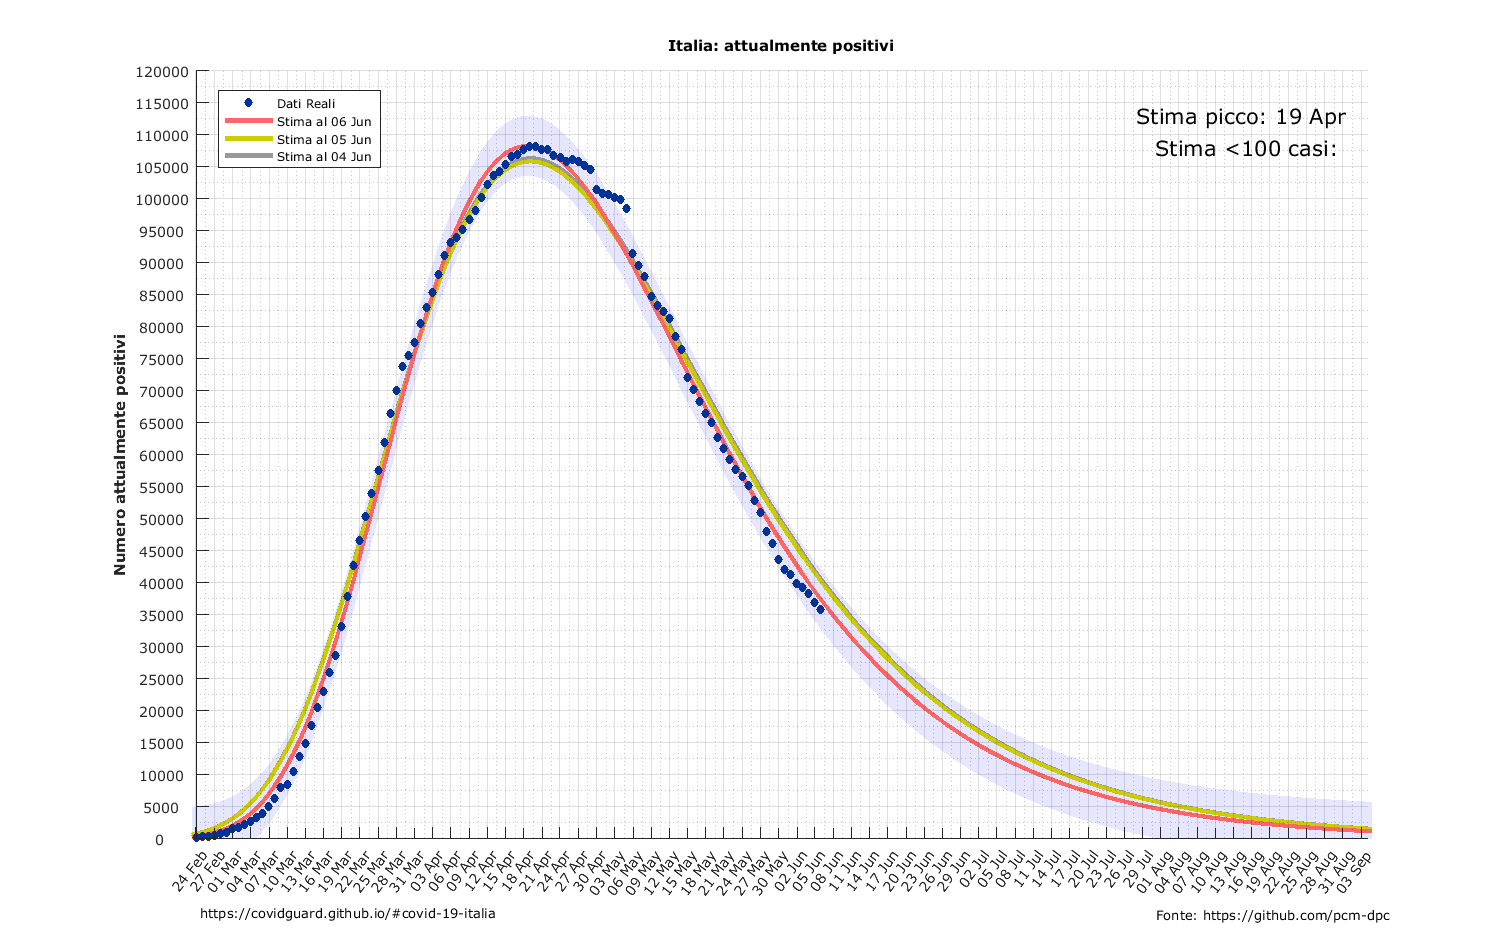 Italia: attualmente positivi
120000
115000
110000
105000
100000
95000
90000
85000
80000
75000
70000
65000
60000
55000
50000
45000
40000
35000
30000
25000
20000
15000
10000
5000
0
Numero attualmente positivi
Dati Reali
Stima al 06 Jun
Stima al 05 Jun
Stima al 04 Jun
Stima picco: 19 Apr
Stima <100 casi:
24 Feb
27 Feb
01 Mar
04 Mar
07 Mar
10 Mar
13 Mar
16 Mar
19 Mar
22 Mar
25 Mar
28 Mar
31 Mar
03 Apr
06 Apr
09 Apr
12 Apr
15 Apr
18 Apr
21 Apr
24 Apr
27 Apr
30 Apr
03 May
06 May
09 May
12 May
15 May
18 May
21 May
24 May
27 May
30 May
02 Jun
05 Jun
08 Jun
11 Jun
14 Jun
17 Jun
20 Jun
23 Jun
26 Jun
29 Jun
02 Jul
05 Jul
08 Jul
11 Jul
14 Jul
17 Jul
20 Jul
23 Jul
26 Jul
29 Jul
01 Aug
04 Aug
07 Aug
10 Aug
13 Aug
16 Aug
19 Aug
22 Aug
25 Aug
28 Aug
31 Aug
03 Sep
https://covidguard.github.io/#covid-19-italia
Fonte: https://github.com/pcm-dpc